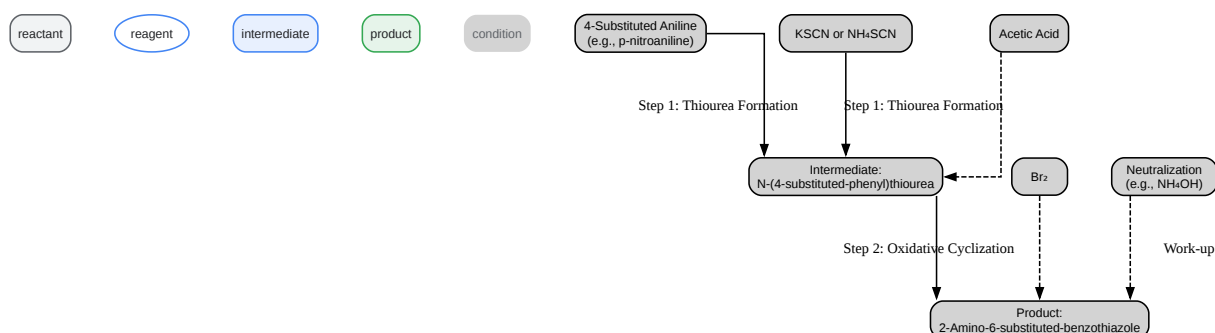 reactant
reagent
intermediate
product
condition
4-Substituted Aniline
(e.g., p-nitroaniline)
KSCN or NH₄SCN
Acetic Acid
Step 1: Thiourea Formation
Step 1: Thiourea Formation
Intermediate:
N-(4-substituted-phenyl)thiourea
Br₂
Neutralization
(e.g., NH₄OH)
Step 2: Oxidative Cyclization
Work-up
Product:
2-Amino-6-substituted-benzothiazole